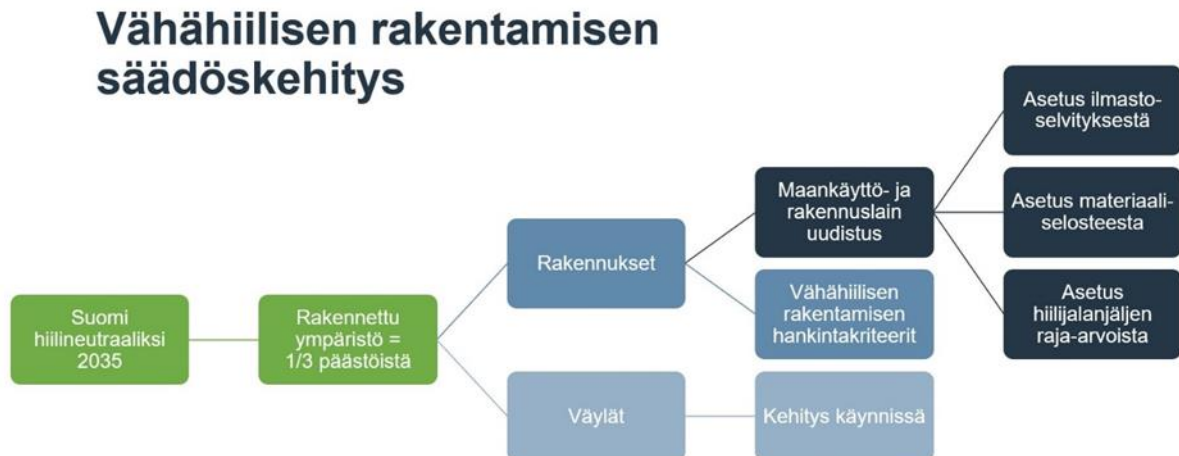 Vähähiilisen rakentamisen
säädöskehitys
Suomi
hiilineutraaliksi
2035
Rakennettu
ympäristö =
1/3 päästöistä
Rakennukset
Väylät
Maankäyttö- ja
rakennuslain
uudistus
Vähähiilisen
rakentamisen
hankintakriteerit
Kehitys käynnissä
Asetus ilmasto-
selvityksestä
Asetus materiaali-
selosteesta
Asetus
hiilijalanjäljen
raja-arvoista